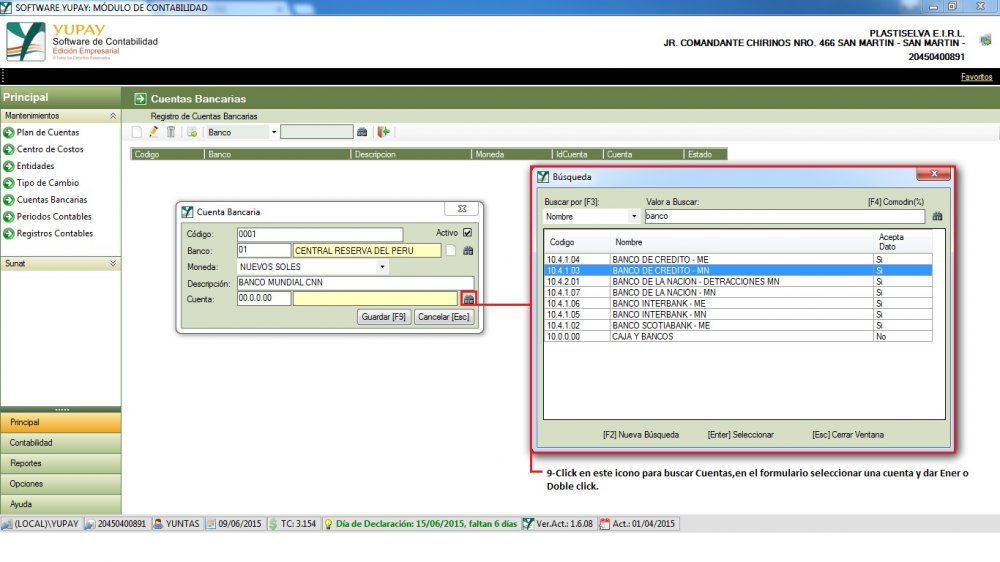 SOFTWARE YUPAY: MÓDULO DE CONTABILIDAD
YUPAY
Software de Contabilidad
Edición Empresarial
© Todos los Derechos Reservados
PLASTISELVA E.I.R.L.
JR. COMANDANTE CHIRINOS NRO. 466 SAN MARTIN - SAN MARTIN -
20450400891
Favoritos
Principal
Mantenimientos
Plan de Cuentas
Centro de Costos
Entidades
Tipo de Cambio
Cuentas Bancarias
Periodos Contables
Registros Contables
Sunat
Principal
Contabilidad
Reportes
Opciones
Ayuda
Cuentas Bancarias
Registro de Cuentas Bancarias
Banco
Codigo Banco Descripcion Moneda IdCuenta Cuenta Estado
Cuenta Bancaria
Código: 0001 Activo
Banco: 01 CENTRAL RESERVA DEL PERU
Moneda: NUEVOS SOLES
Descripción: BANCO MUNDIAL CNN
Cuenta: 00.0.0.00
Guardar [F9] Cancelar [Esc]
Búsqueda
Buscar por [F3]: Valor a Buscar: [F4] Comodin(%)
Nombre banco
Codigo Nombre Acepta Dato
10.4.1.04 BANCO DE CREDITO - ME Si
10.4.1.03 BANCO DE CREDITO - MN Si
10.4.2.01 BANCO DE LA NACION - DETRACCIONES MN Si
10.4.1.07 BANCO DE LA NACIÓN - MN Si
10.4.1.06 BANCO INTERBANK - ME Si
10.4.1.05 BANCO INTERBANK - MN Si
10.4.1.02 BANCO SCOTIABANK - ME Si
10.0.0.00 CAJA Y BANCOS No
[F2] Nueva Búsqueda [Enter] Seleccionar [Esc] Cerrar Ventana
9-Click en este icono para buscar Cuentas,en el formulario seleccionar una cuenta y dar Ener o
Doble click.
(LOCAL)\YUPAY 20450400891 YUNTAS 09/06/2015 TC: 3.154 Día de Declaración: 15/06/2015, faltan 6 días Ver.Act.: 1.6.08 Act.: 01/04/2015